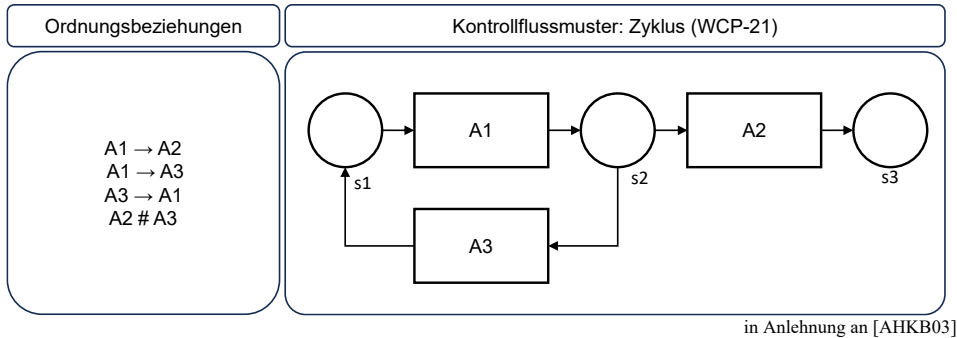 Ordnungsbeziehungen
Kontrollflussmuster: Zyklus (WCP-21)
A1 → A2
A1 → A3
A3 → A1
A2 # A3
A1
A2
s1
s2
s3
A3
in Anlehnung an [AHKB03]